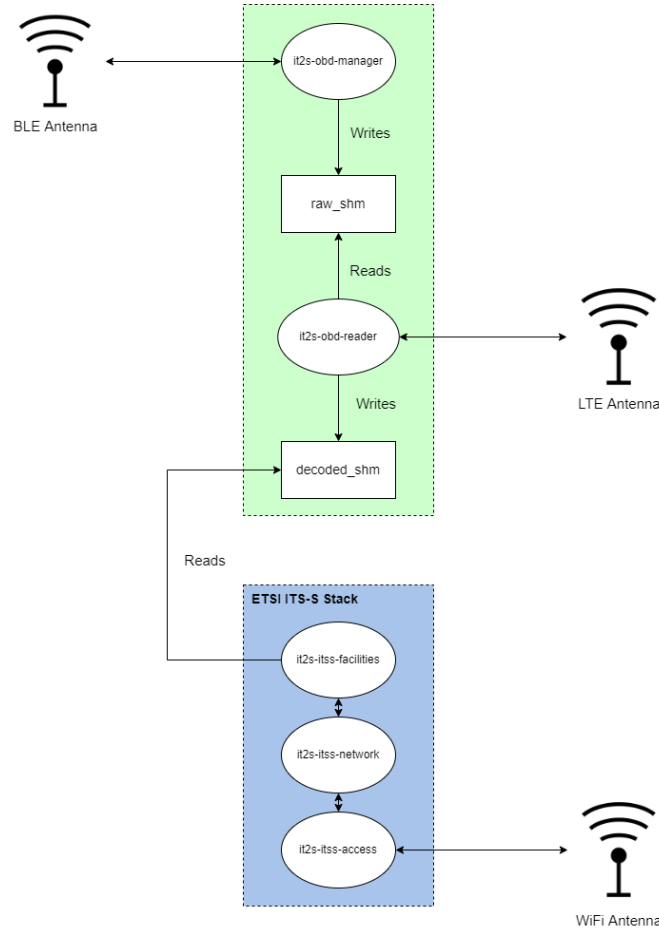 it2s-obd-manager
BLE Antenna
Writes
raw_shm
Reads
it2s-obd-reader
LTE Antenna
Writes
decoded_shm
Reads
ETSI ITS-S Stack
it2s-itss-facilities
it2s-itss-network
it2s-itss-access
WiFi Antenna